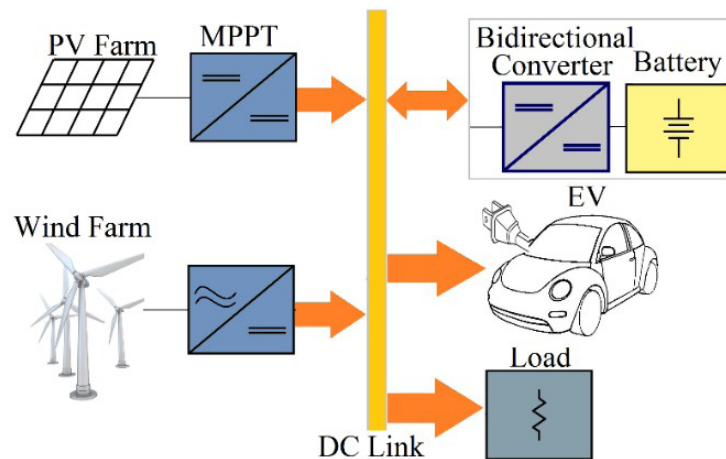 PV Farm
MPPT
Bidirectional
Converter
Battery
Wind Farm
EV
Load
DC Link